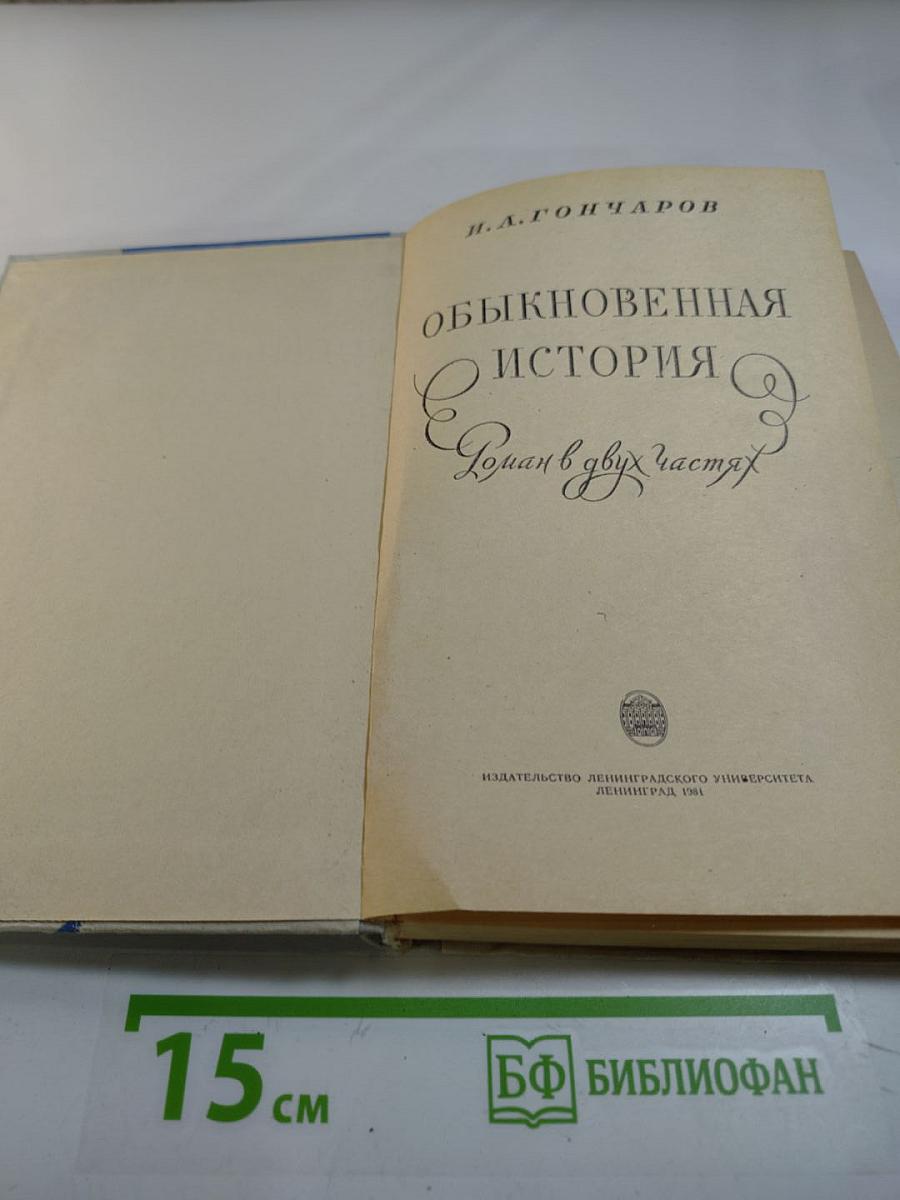 И. А. ГОНЧАРОВ
ОБЫКНОВЕННАЯ
ИСТОРИЯ
Роман в двух частях
ИЗДАТЕЛЬСТВО ЛЕНИНГРАДСКОГО УНИВЕРСИТЕТА
ЛЕНИНГРАД 1981
15 см
БФ БИБЛИОФАН